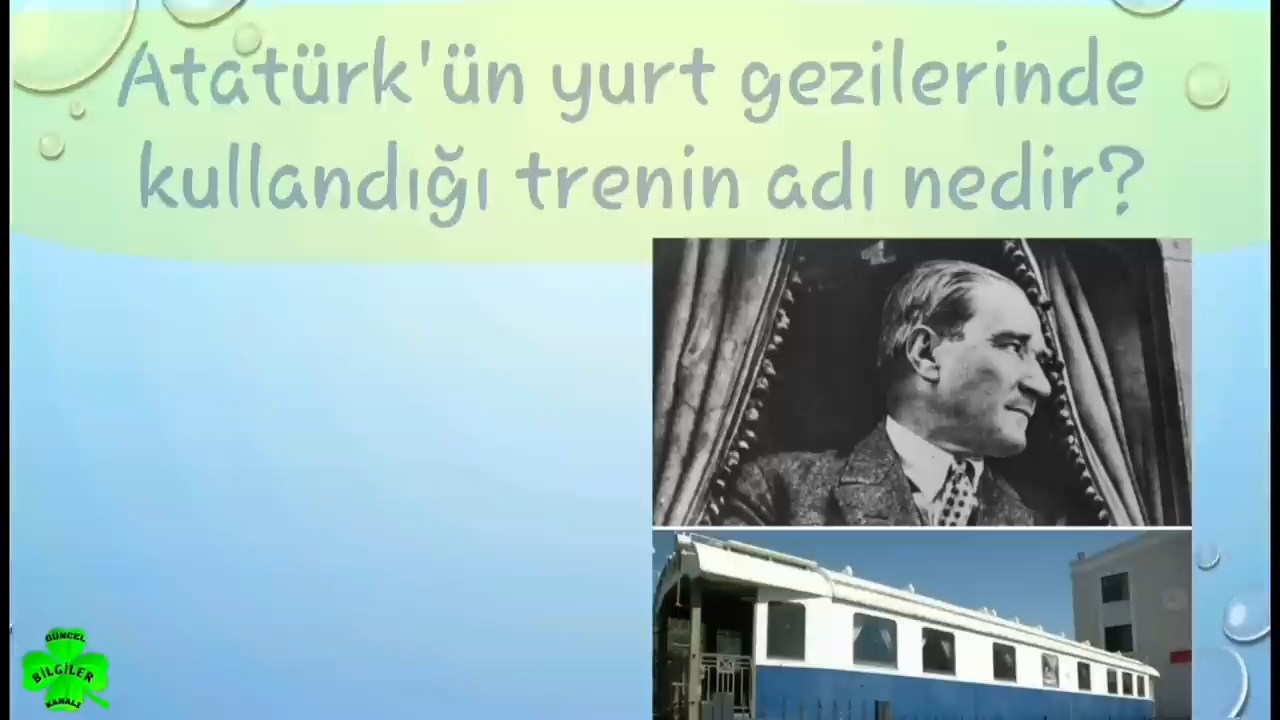 Atatürk'ün yurt gezilerinde
kullandığı trenin adı nedir?
GÜNCEL
BİLGİLER
KANALI